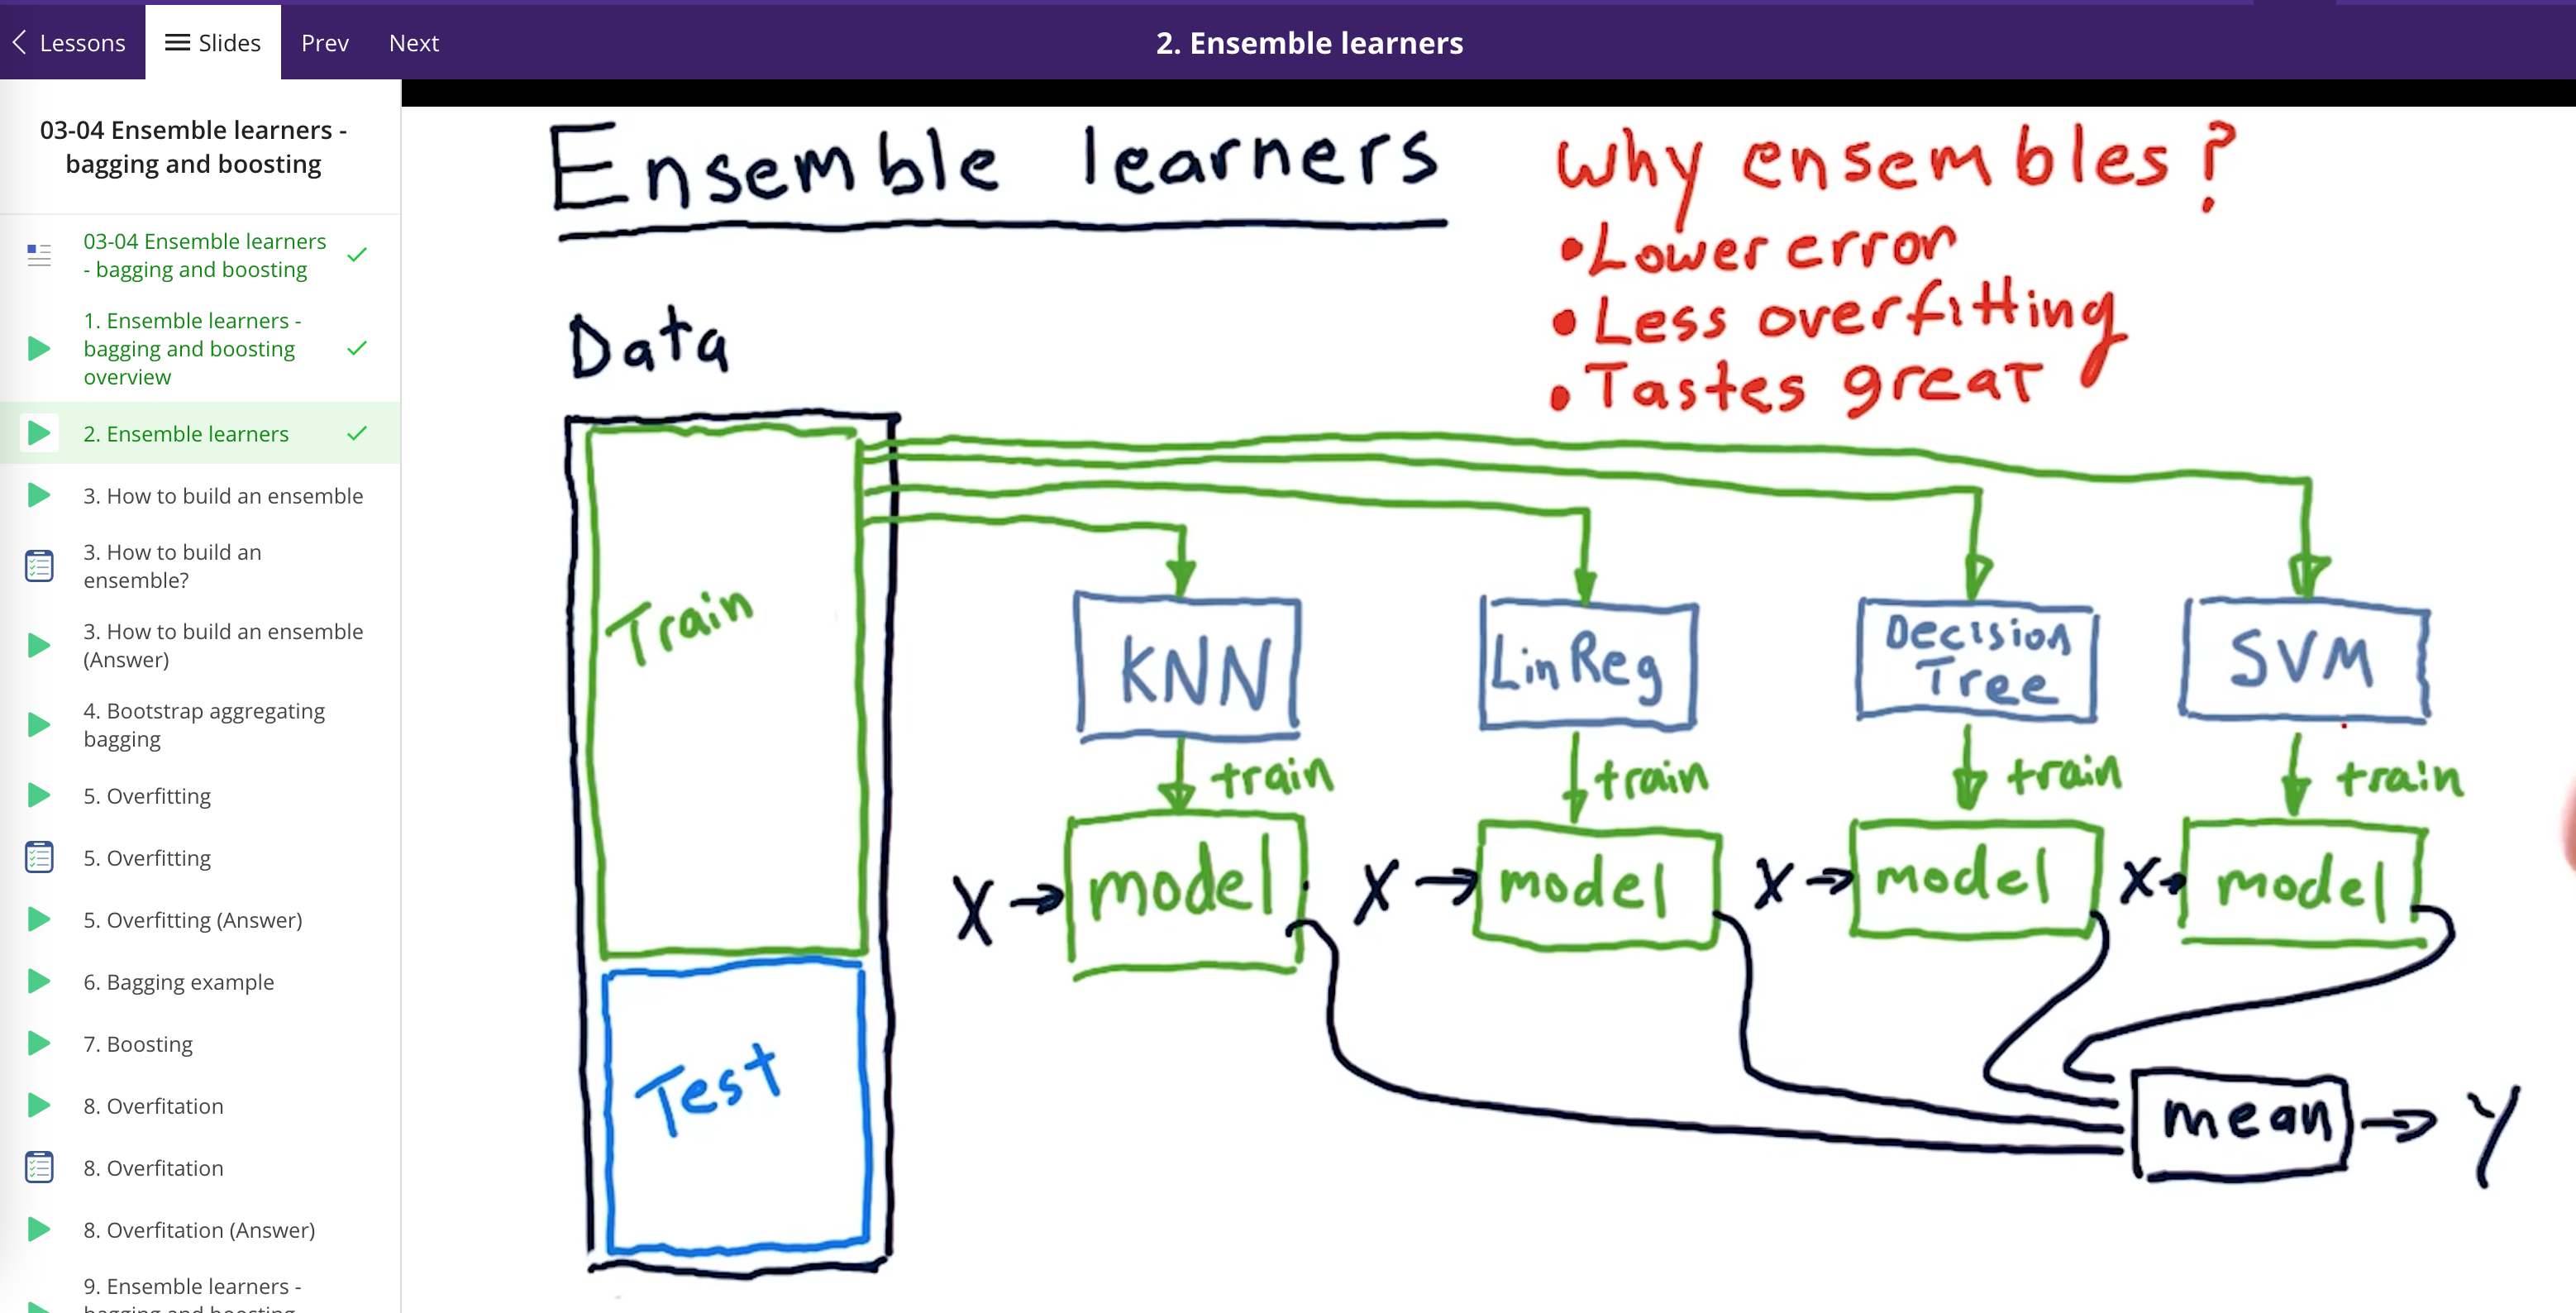 Lessons
Slides
Prev
Next
2. Ensemble learners
03-04 Ensemble learners -
bagging and boosting
03-04 Ensemble learners
- bagging and boosting
1. Ensemble learners -
bagging and boosting
overview
2. Ensemble learners
3. How to build an ensemble
3. How to build an
ensemble?
3. How to build an ensemble
(Answer)
4. Bootstrap aggregating
bagging
5. Overfitting
5. Overfitting
5. Overfitting (Answer)
6. Bagging example
7. Boosting
8. Overfitation
8. Overfitation
8. Overfitation (Answer)
9. Ensemble learners -
bagging and boosting
Ensemble learners
Why ensembles?
• Lower error
• Less overfitting
• Tastes great
Data
Train
Test
KNN
LinReg
Decision
Tree
SVM
train
train
train
train
X → model
X → model
X → model
X → model
mean → Y